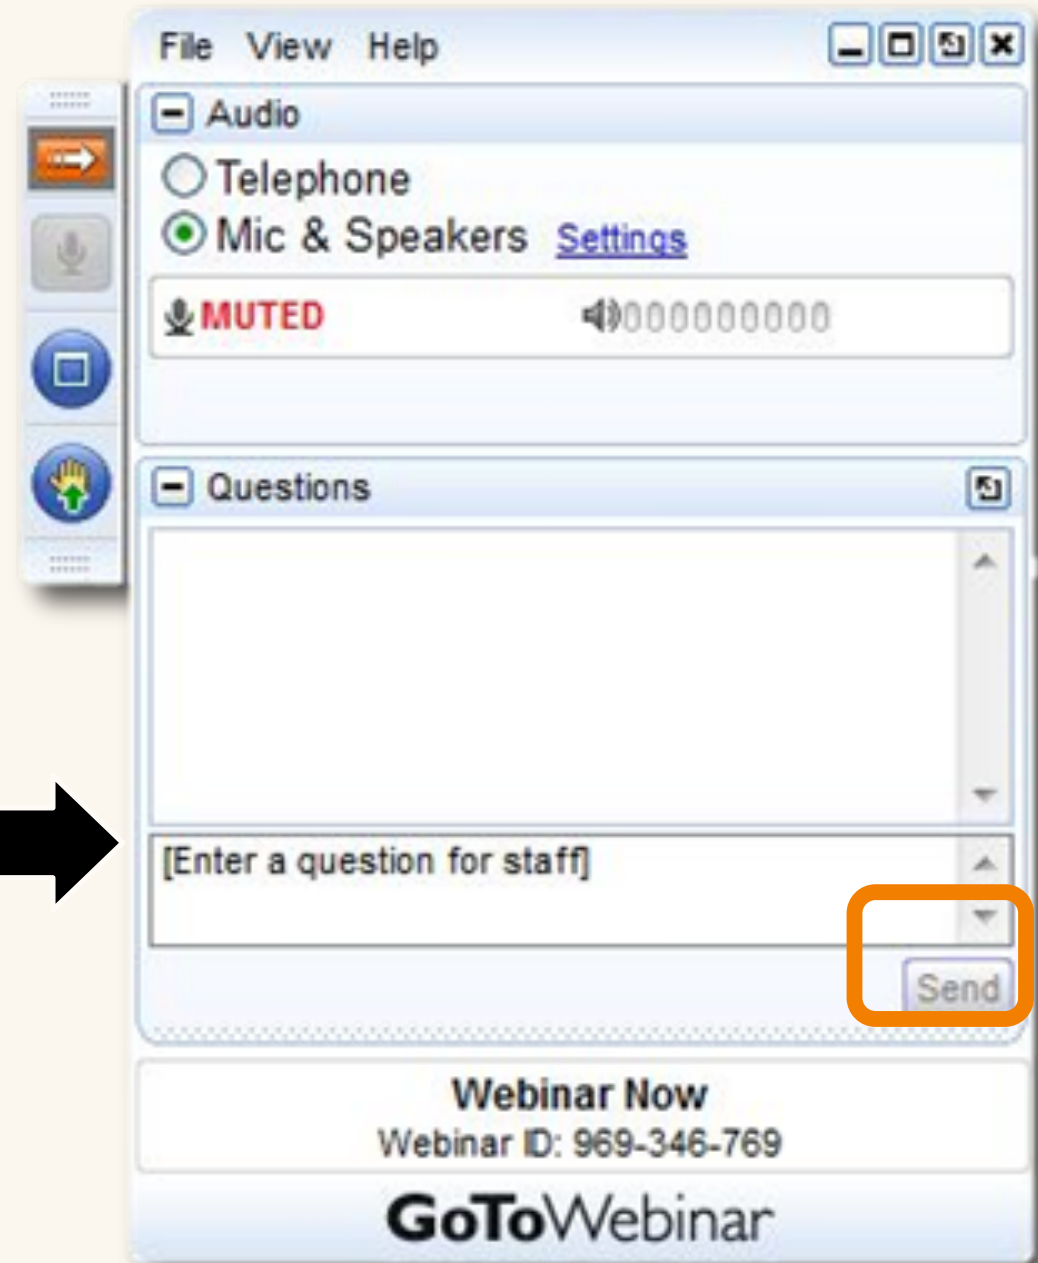 File View Help
Audio
Telephone
Mic & Speakers Settings
MUTED
Questions
[Enter a question for staff]
Send
Webinar Now
Webinar ID: 969-346-769
GoToWebinar